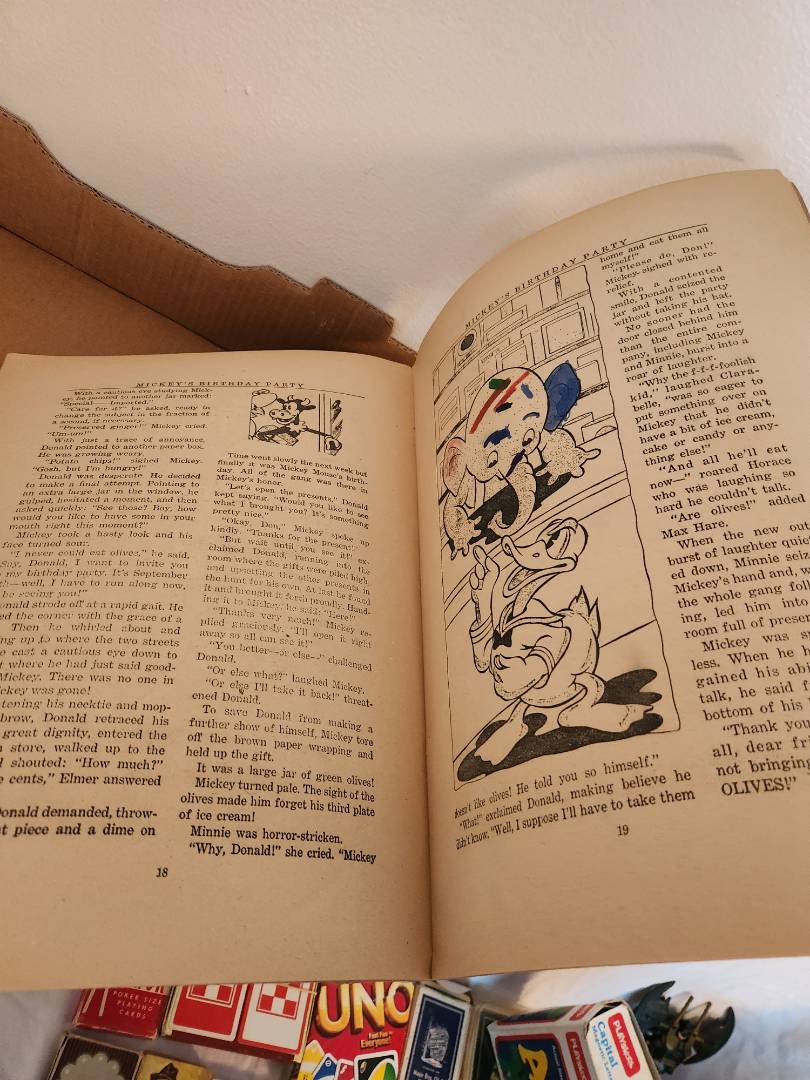 MICKEY'S BIRTHDAY PARTY
With a cautious eye studying Mick-
ey, he pointed to another jar marked:
"Special—— Imported."
"Care for it?" he asked, ready to
change the subject in the fraction of
a second, if necessary.
"Preserved ginger!" Mickey cried.
"Um-m-m!"
With just a trace of annoyance,
Donald pointed to another paper box.
He was growing weary.
"Potato chips!" sighed Mickey.
"Gosh, but I'm hungry!"
Donald was desperate. He decided
to make a final attempt. Pointing to
an extra large jar in the window, he
gulped, hesitated a moment, and then
asked quickly: "See those? Boy, how
would you like to have some in your
mouth right this moment?"
Mickey took a hasty look and his
face turned sour.
"I never could eat olives," he said.
Say, Donald, I want to invite you
my birthday party. It's September
th—well, I have to run along now,
be seeing you!"
onald strode off at a rapid gait. He
ed the corner with the grace of a
Then he whirled about and
ing up to where the two streets
e cast a cautious eye down to
t where he had just said good-
Mickey. There was no one in
ickey was gone!
tening his necktie and mop-
brow, Donald retraced his
great dignity, entered the
n store, walked up to the
d shouted: "How much?"
e cents," Elmer answered
Donald demanded, throw-
t piece and a dime on
18
Time went slowly the next week but
finally it was Mickey Mouse's birth-
day. All of the gang was there in
Mickey's honor.
"Let's open the presents," Donald
kept saying. "Would you like to see
what I brought you? It's something
pretty nice."
"Okay, Don," Mickey spoke up
kindly. "Thanks for the present."
"But wait until you see it!" ex-
claimed Donald, running into the
room where the gifts were piled high,
and upsetting the other presents in
the hunt for his own. At last he found
it and brought it forth proudly. Hand-
ing it to Mickey, he said: "Here!"
"Thanks very much!" Mickey re-
plied graciously. "I'll open it right
away so all can see it!"
"You better—or else—" challenged
Donald.
"Or else what?" laughed Mickey.
"Or else I'll take it back!" threat-
ened Donald.
To save Donald from making a
further show of himself, Mickey tore
off the brown paper wrapping and
held up the gift.
It was a large jar of green olives!
Mickey turned pale. The sight of the
olives made him forget his third plate
of ice cream!
Minnie was horror-stricken.
"Why, Donald!" she cried. "Mickey
MICKEY'S BIRTHDAY PARTY
doesn't like olives! He told you so himself."
"What!" exclaimed Donald, making believe he
didn't know. "Well, I suppose I'll have to take them
home and eat them all
myself!"
"Please do, Don!"
Mickey sighed with re-
lief.
With a contented
smile, Donald seized the
jar and left the party
without taking his hat.
No sooner had the
door closed behind him
than the entire com-
pany, including Mickey
and Minnie, burst into a
roar of laughter.
"Why the f-f-f-foolish
kid," laughed Clara-
belle, "was so eager to
put something over on
Mickey that he didn't
have a bit of ice cream,
cake or candy or any-
thing else!"
"And all he'll eat
now—" roared Horace
who was laughing so
hard he couldn't talk.
"Are olives!" added
Max Hare.
When the new out
burst of laughter quie
ed down, Minnie seiz
Mickey's hand and, w
the whole gang foll
ing, led him into
room full of presen
Mickey was s
less. When he h
gained his abi
talk, he said f
bottom of his
"Thank you
all, dear fri
not bringing
OLIVES!"
19
POKER SIZE
PLAYING
CARDS
UNO
Fast Fun for
Everyone!
PLAYSKOOL
Capital
PLAYSKOOL